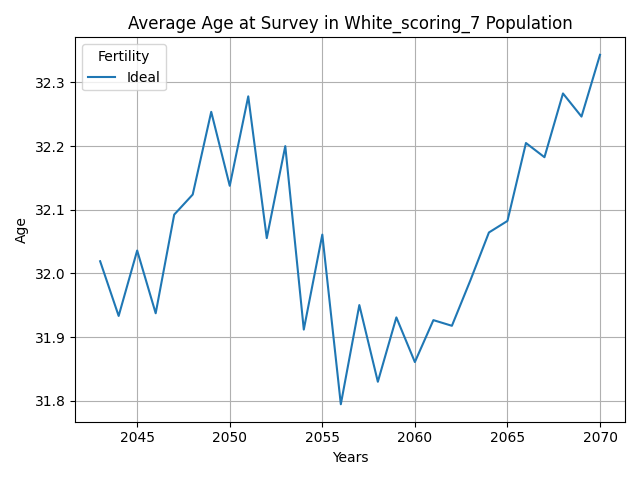 Average Age at Survey in White_scoring_7 Population
Fertility
Ideal
32.3
32.2
32.1
32.0
31.9
31.8
Age
2045 2050 2055 2060 2065 2070
Years